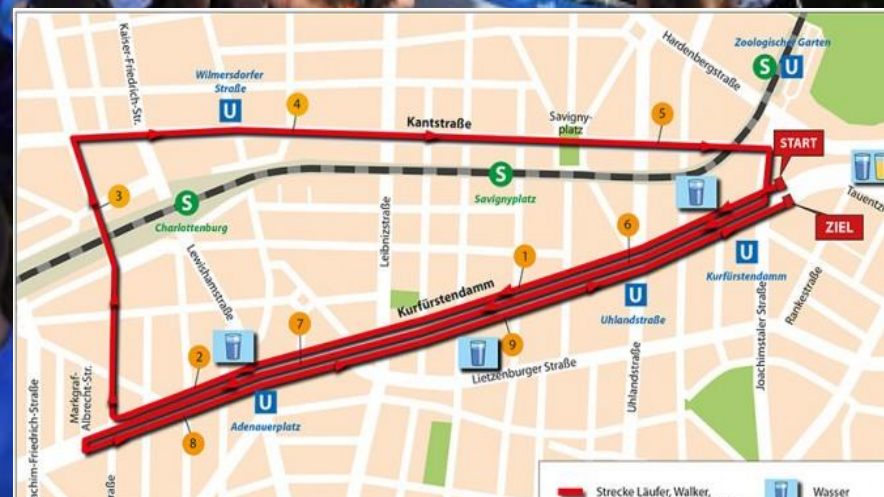 Kaiser-Friedrich-Str.
Wilmersdorfer
Straße
U
4
Kantstraße
Savigny-
platz
5
Hardenbergstraße
Zoologischer Garten
S
U
START
3
S
Charlottenburg
S
Savignyplatz
Tauentz
ZIEL
Lewishamstraße
Leibnizstraße
6
U
Kurfürstendamm
1
Kurfürstendamm
U
Uhlandstraße
Joachimstaler Straße
Rankestraße
7
9
2
Lietzenburger Straße
Uhlandstraße
Markgraf-
Albrecht-Str.
U
Adenauerplatz
8
chim-Friedrich-Straße
raße
Strecke Läufer, Walker,
Wasser